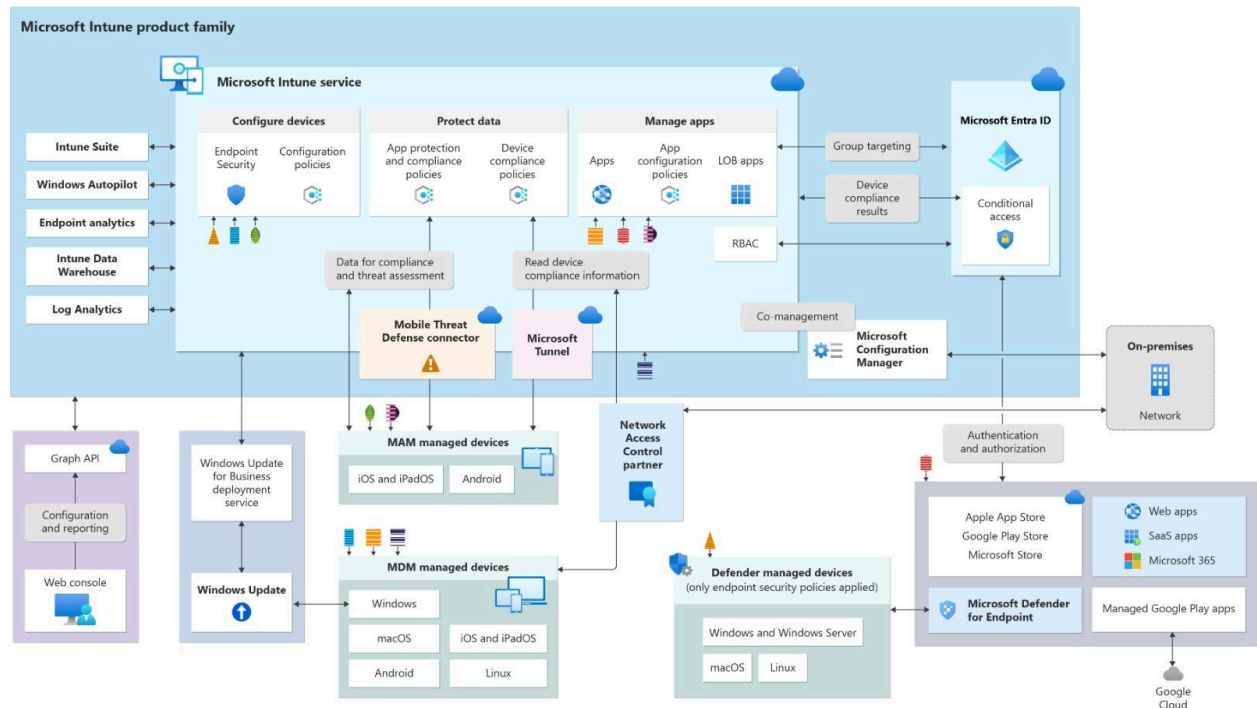 Microsoft Intune product family
Microsoft Intune service
Configure devices
Endpoint
Security
Configuration
policies
Protect data
App protection
and compliance
policies
Device
compliance
policies
Manage apps
Apps
App
configuration
policies
LOB apps
RBAC
Intune Suite
Windows Autopilot
Endpoint analytics
Intune Data
Warehouse
Log Analytics
Group targeting
Device
compliance
results
Microsoft Entra ID
Conditional
access
Data for compliance
and threat assessment
Read device
compliance information
Mobile Threat
Defense connector
Microsoft
Tunnel
Co-management
Microsoft
Configuration
Manager
On-premises
Network
Graph API
Configuration
and reporting
Web console
Windows Update
for Business
deployment
service
Windows Update
MAM managed devices
iOS and iPadOS
Android
MDM managed devices
Windows
macOS
iOS and iPadOS
Android
Linux
Network
Access
Control
partner
Defender managed devices
(only endpoint security policies applied)
Windows and Windows Server
macOS
Linux
Authentication
and authorization
Apple App Store
Google Play Store
Microsoft Store
Web apps
SaaS apps
Microsoft 365
Microsoft Defender
for Endpoint
Managed Google Play apps
Google
Cloud